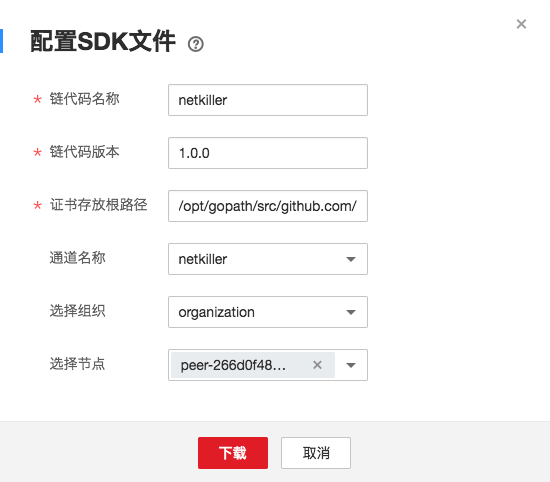 配置SDK文件
* 链代码名称 netkiller
* 链代码版本 1.0.0
* 证书存放根路径 /opt/gopath/src/github.com/
通道名称 netkiller
选择组织 organization
选择节点 peer-266d0f48...
下载 取消